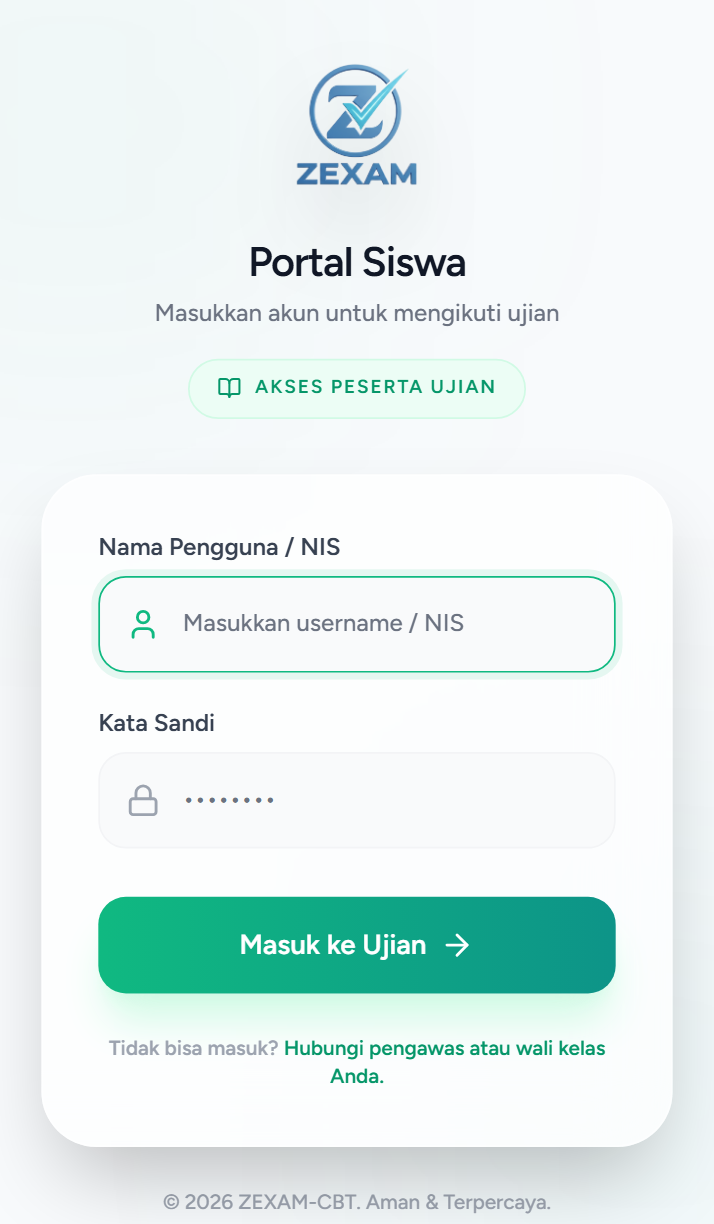 ZEXAM
Portal Siswa
Masukkan akun untuk mengikuti ujian
AKSES PESERTA UJIAN
Nama Pengguna / NIS
Masukkan username / NIS
Kata Sandi
••••••••
Masuk ke Ujian →
Tidak bisa masuk? Hubungi pengawas atau wali kelas
Anda.
© 2026 ZEXAM-CBT. Aman & Terpercaya.